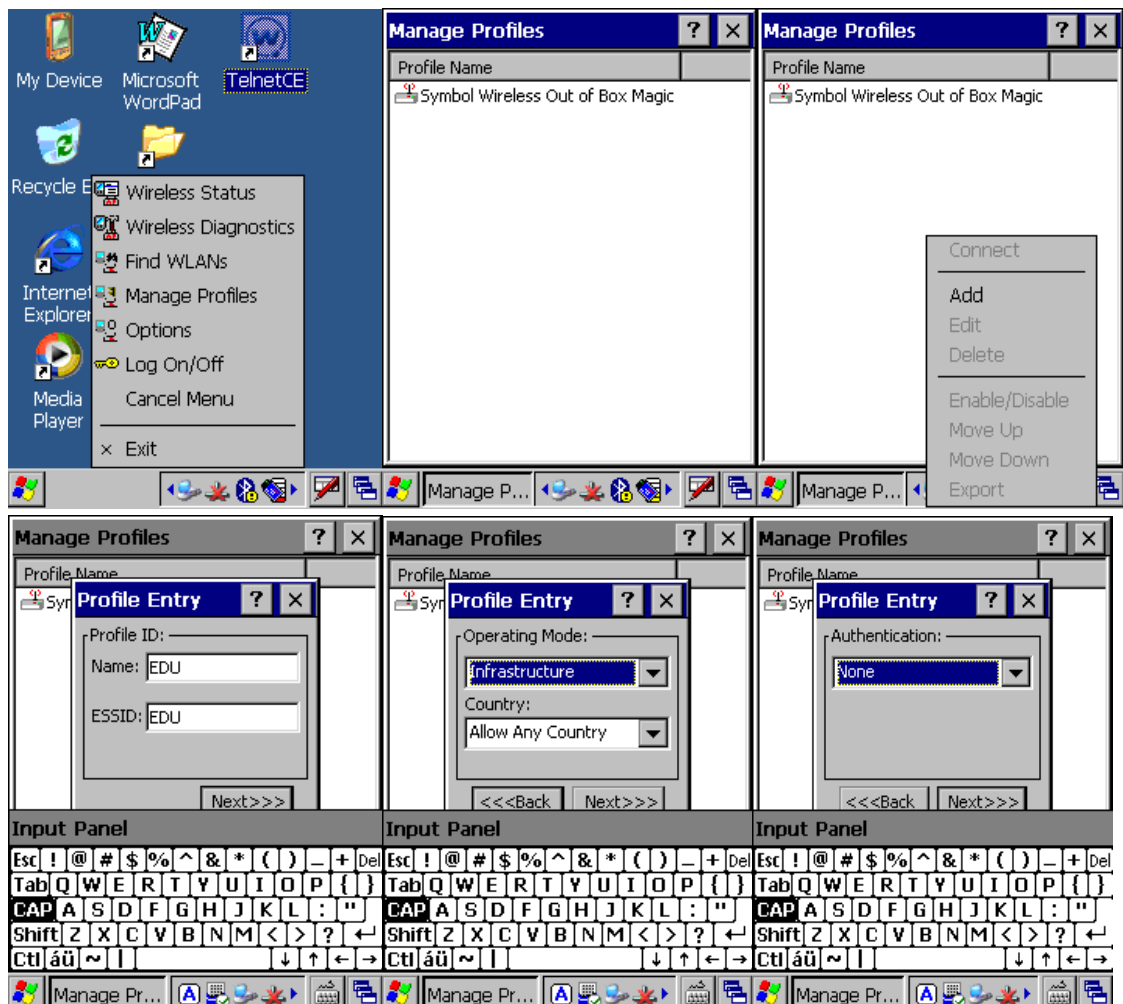 My Device
Microsoft WordPad
TelnetCE
Recycle
Internet Explorer
Media Player
Wireless Status
Wireless Diagnostics
Find WLANs
Manage Profiles
Options
Log On/Off
Cancel Menu
× Exit
Manage Profiles ? ×
Profile Name
Symbol Wireless Out of Box Magic
Manage P...
Manage Profiles ? ×
Profile Name
Symbol Wireless Out of Box Magic
Connect
Add
Edit
Delete
Enable/Disable
Move Up
Move Down
Export
Manage P...
Manage Profiles ? ×
Profile Name
Syr
Profile Entry ? ×
Profile ID:
Name: EDU
ESSID: EDU
Next>>>
Input Panel
Esc ! @ # $ % ^ & * ( ) _ + Del
Tab Q W E R T Y U I O P { }
CAP A S D F G H J K L : "
Shift Z X C V B N M < > ? ↵
Ctl áü ~ | ↓ ↑ ← →
Manage Pr... A
Manage Profiles ? ×
Profile Name
Syr
Profile Entry ? ×
Operating Mode:
Infrastructure
Country:
Allow Any Country
<<<Back Next>>>
Input Panel
Esc ! @ # $ % ^ & * ( ) _ + Del
Tab Q W E R T Y U I O P { }
CAP A S D F G H J K L : "
Shift Z X C V B N M < > ? ↵
Ctl áü ~ | ↓ ↑ ← →
Manage Pr... A
Manage Profiles ? ×
Profile Name
Syr
Profile Entry ? ×
Authentication:
None
<<<Back Next>>>
Input Panel
Esc ! @ # $ % ^ & * ( ) _ + Del
Tab Q W E R T Y U I O P { }
CAP A S D F G H J K L : "
Shift Z X C V B N M < > ? ↵
Ctl áü ~ | ↓ ↑ ← →
Manage Pr... A